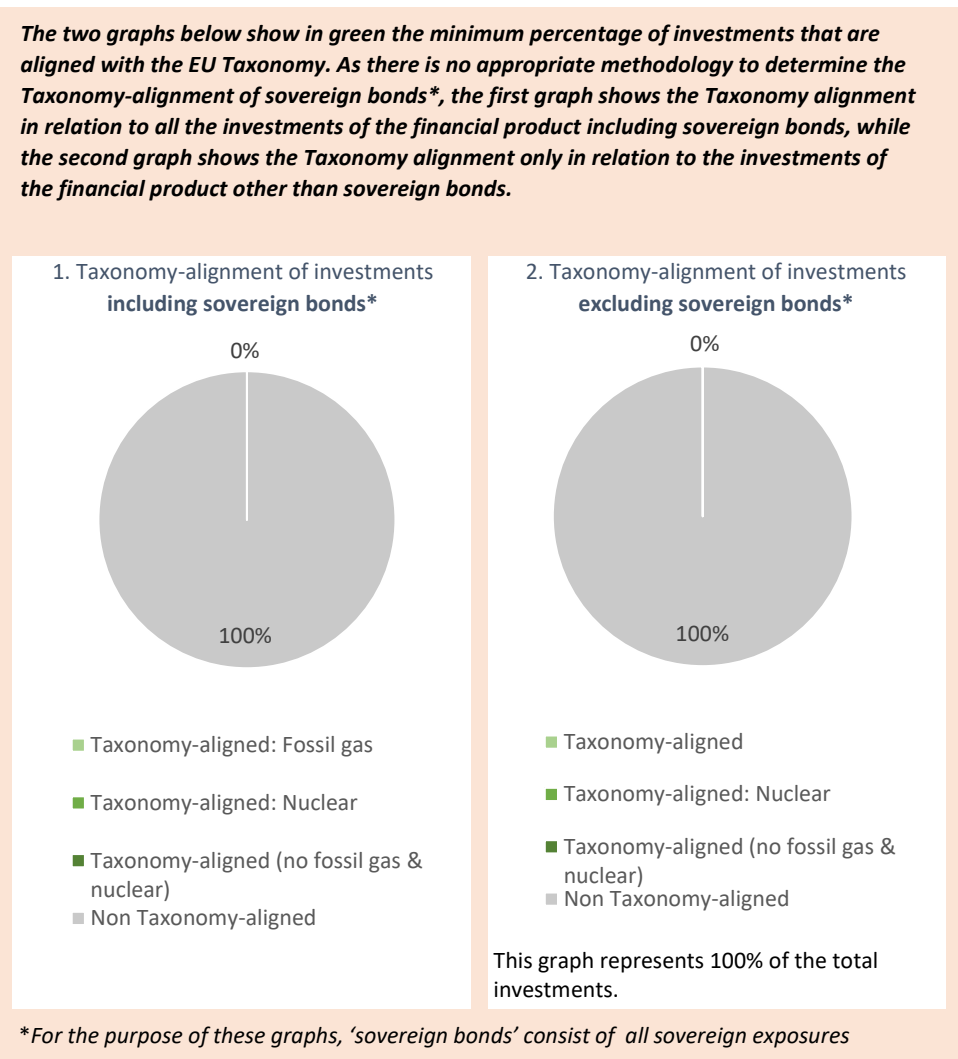 The two graphs below show in green the minimum percentage of investments that are
aligned with the EU Taxonomy. As there is no appropriate methodology to determine the
Taxonomy-alignment of sovereign bonds*, the first graph shows the Taxonomy alignment
in relation to all the investments of the financial product including sovereign bonds, while
the second graph shows the Taxonomy alignment only in relation to the investments of
the financial product other than sovereign bonds.
1. Taxonomy-alignment of investments
including sovereign bonds*
0%
100%
Taxonomy-aligned: Fossil gas
Taxonomy-aligned: Nuclear
Taxonomy-aligned (no fossil gas &
nuclear)
Non Taxonomy-aligned
2. Taxonomy-alignment of investments
excluding sovereign bonds*
0%
100%
Taxonomy-aligned
Taxonomy-aligned: Nuclear
Taxonomy-aligned (no fossil gas &
nuclear)
Non Taxonomy-aligned
This graph represents 100% of the total
investments.
*For the purpose of these graphs, ‘sovereign bonds’ consist of all sovereign exposures